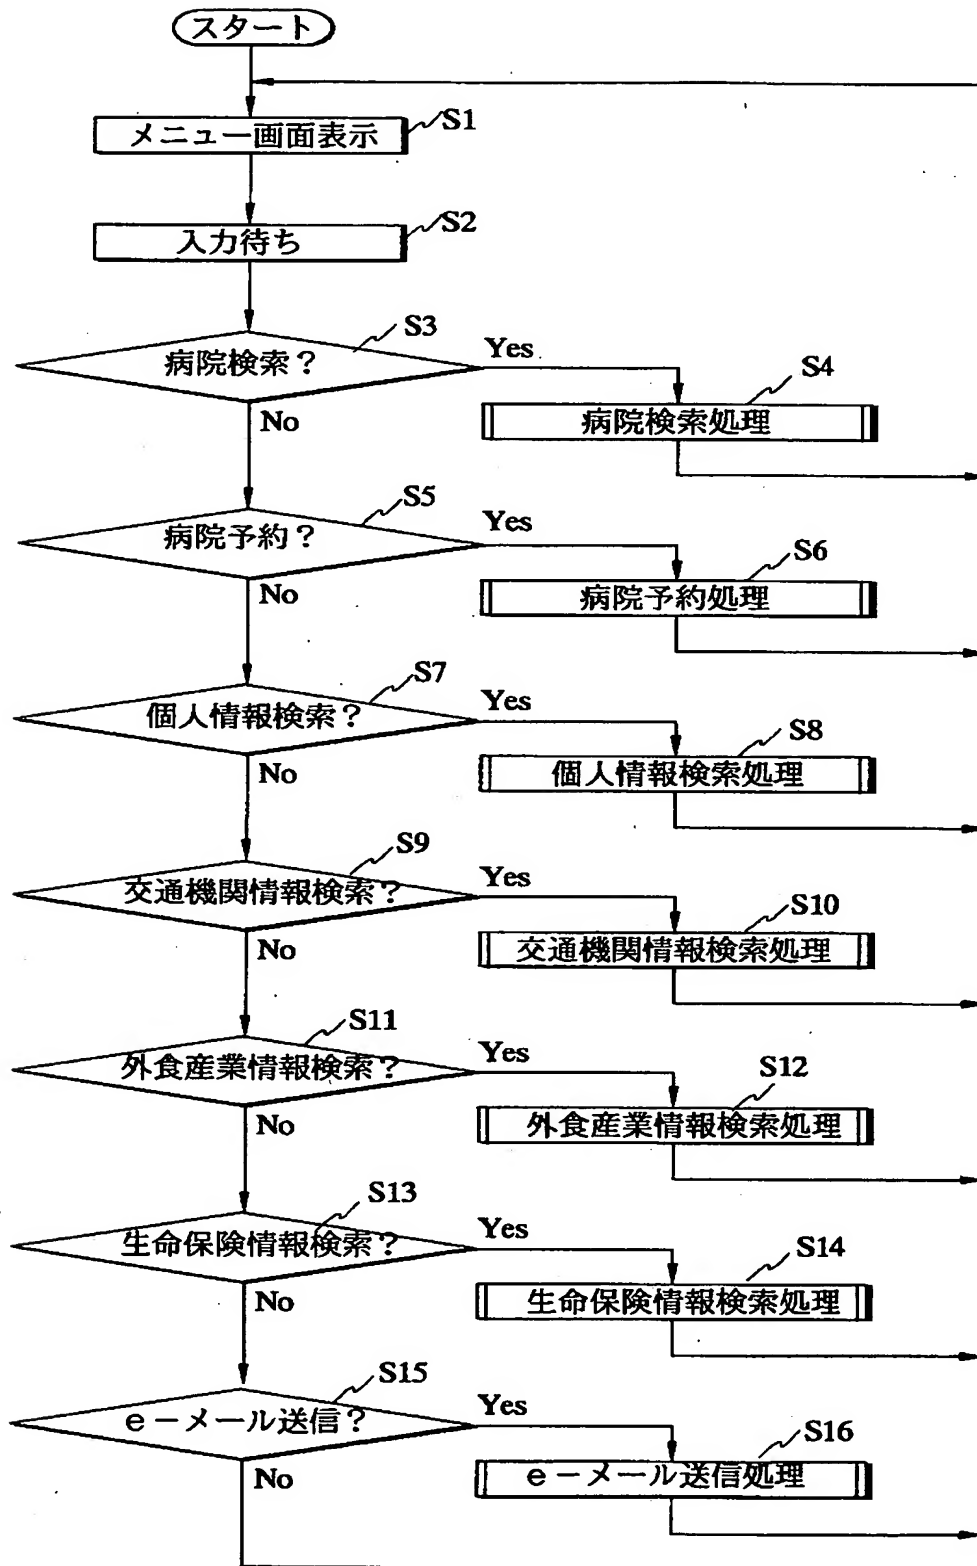 スタート
メニュー画面表示
S1
入力待ち
S2
病院検索？
S3
Yes
No
病院検索処理
S4
病院予約？
S5
Yes
No
病院予約処理
S6
個人情報検索？
S7
Yes
No
個人情報検索処理
S8
交通機関情報検索？
S9
Yes
No
交通機関情報検索処理
S10
外食産業情報検索？
S11
Yes
No
外食産業情報検索処理
S12
生命保険情報検索？
S13
Yes
No
生命保険情報検索処理
S14
e－メール送信？
S15
Yes
No
e－メール送信処理
S16